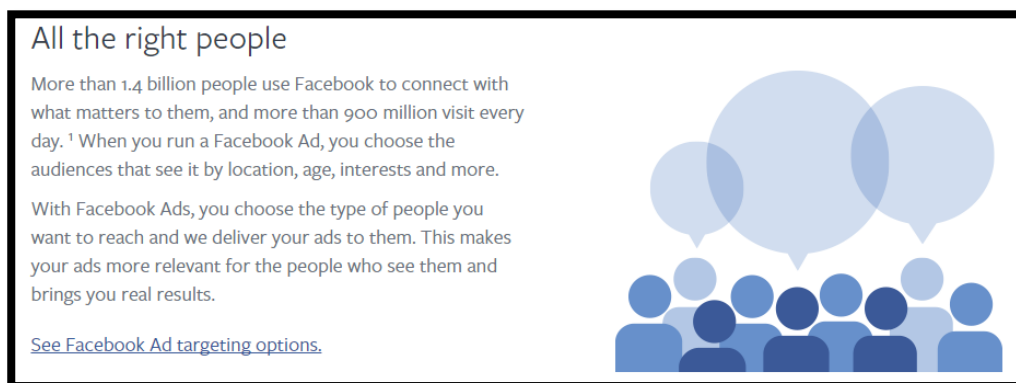 All the right people
More than 1.4 billion people use Facebook to connect with
what matters to them, and more than 900 million visit every
day. ¹ When you run a Facebook Ad, you choose the
audiences that see it by location, age, interests and more.
With Facebook Ads, you choose the type of people you
want to reach and we deliver your ads to them. This makes
your ads more relevant for the people who see them and
brings you real results.
See Facebook Ad targeting options.